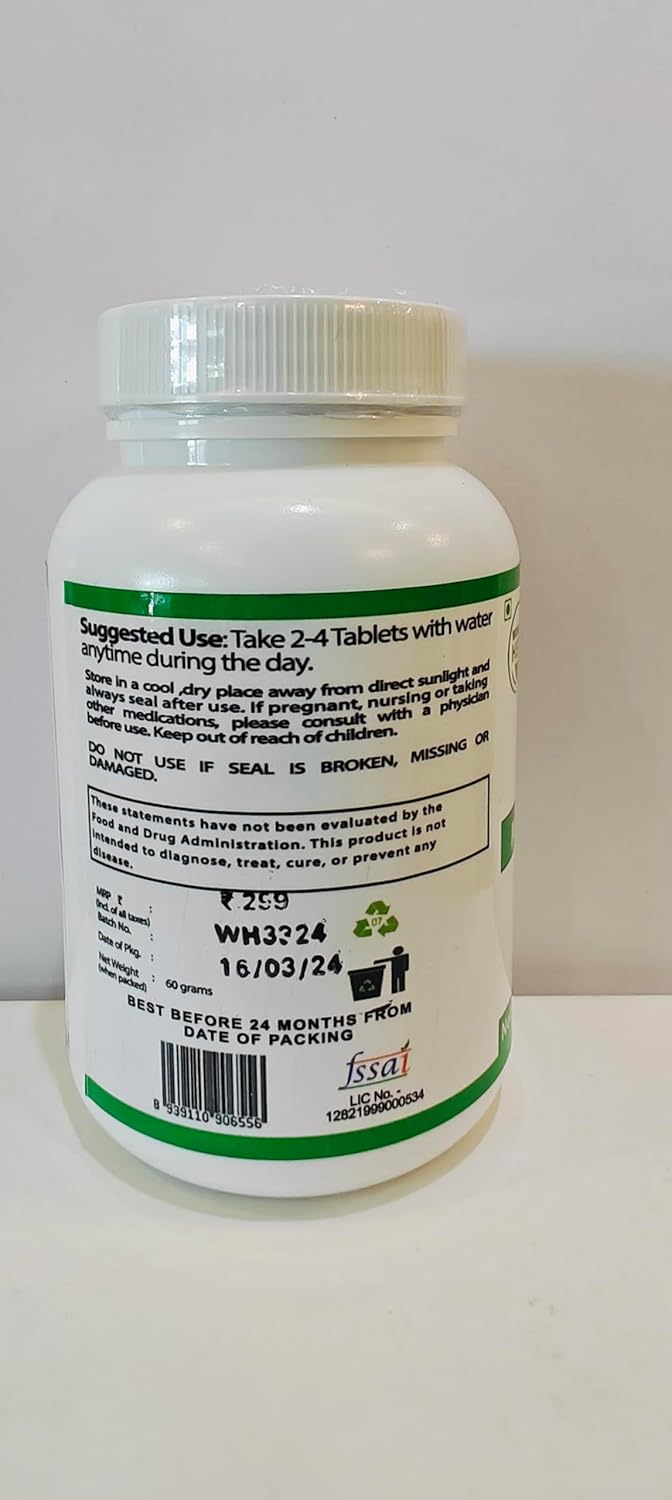 Suggested Use: Take 2-4 Tablets with water
anytime during the day.
Store in a cool ,dry place away from direct sunlight and
always seal after use. If pregnant, nursing or taking
other medications, please consult with a physician
before use. Keep out of reach of children.
DO NOT USE IF SEAL IS BROKEN, MISSING OR
DAMAGED.
These statements have not been evaluated by the
Food and Drug Administration. This product is not
intended to diagnose, treat, cure, or prevent any
disease.
MRP ₹ : ₹.299
(Incl. of all taxes)
Batch No. : WH3324
Date of Pkg. : 16/03/24
Net Weight : 60 grams
(when packed)
07
BEST BEFORE 24 MONTHS FROM
DATE OF PACKING
fssai
LIC No. -
12821999000534
8 939110 906556